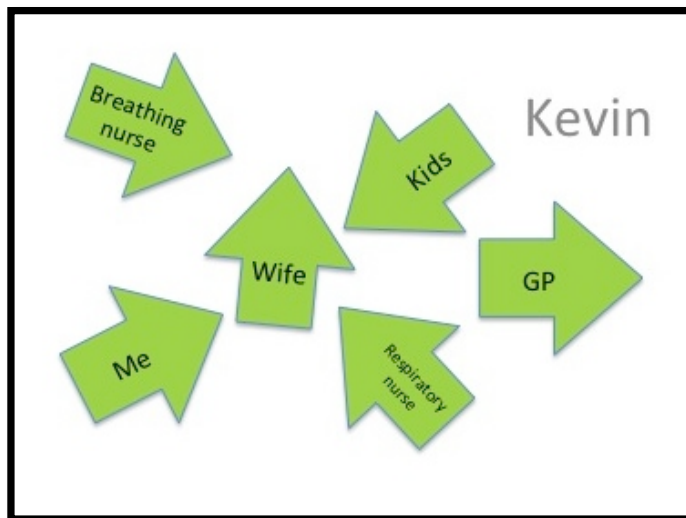 Kevin
Breathing
nurse
Kids
Wife
GP
Me
Respiratory
nurse